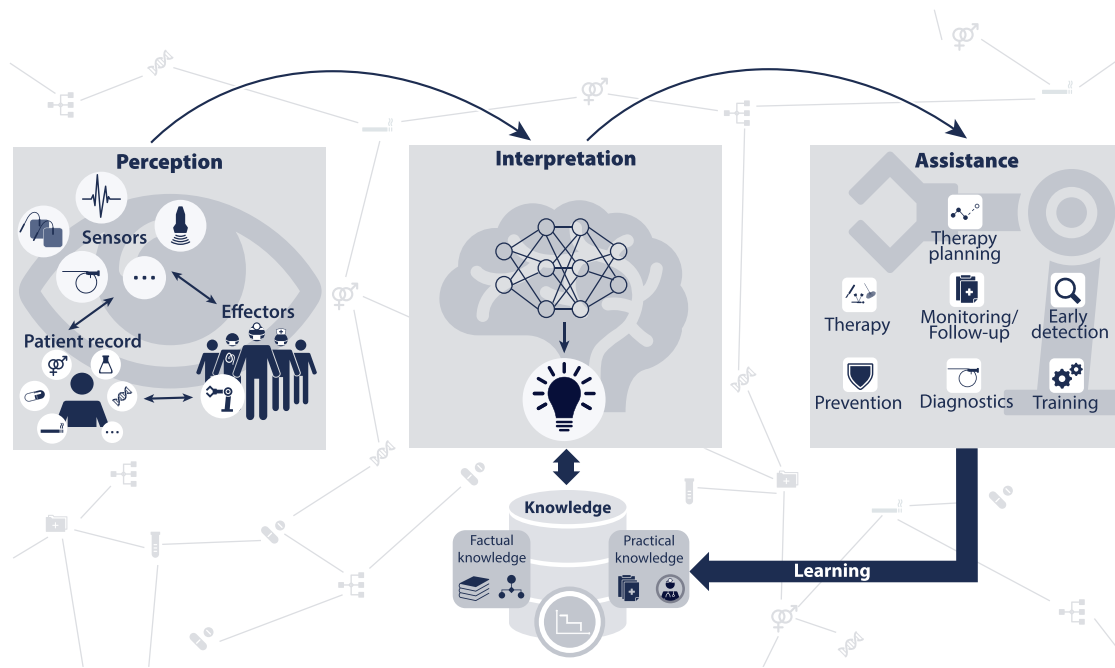 Perception
Sensors
Effectors
Patient record
Interpretation
Assistance
Therapy
planning
Therapy
Monitoring/
Follow-up
Early
detection
Prevention
Diagnostics
Training
Knowledge
Factual
knowledge
Practical
knowledge
Learning